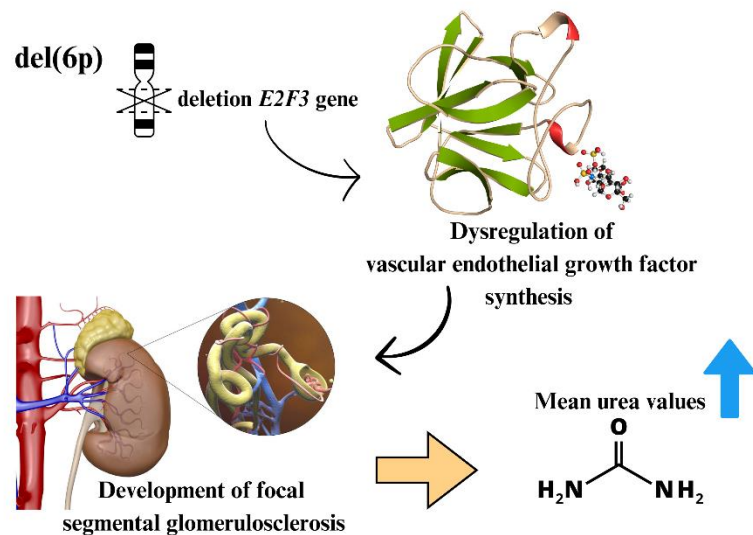 del(6p)
deletion E2F3 gene
Dysregulation of
vascular endothelial growth factor
synthesis
Mean urea values
O
H₂N NH₂
Development of focal
segmental glomerulosclerosis